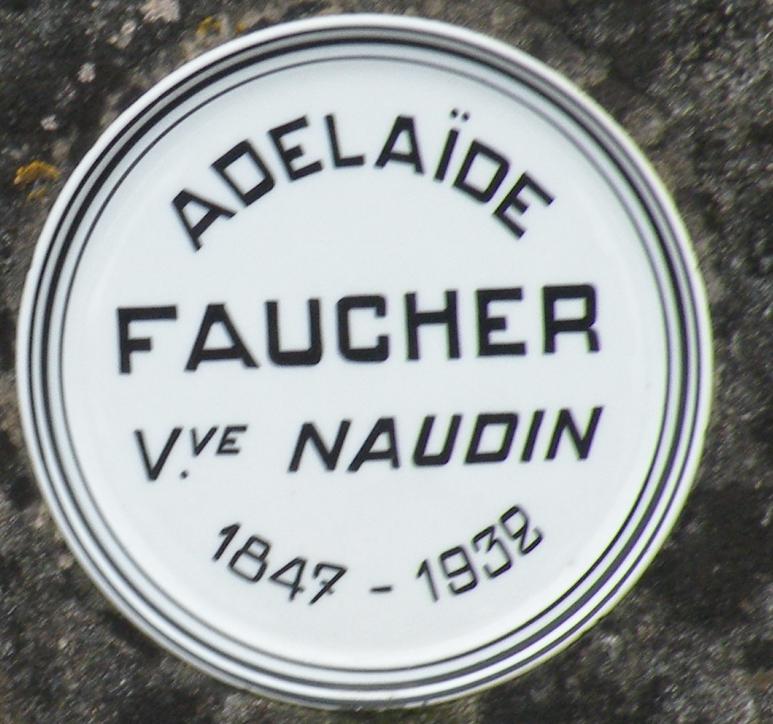 ADELAÏDE
FAUCHER
V.VE NAUDIN
1847 - 1932